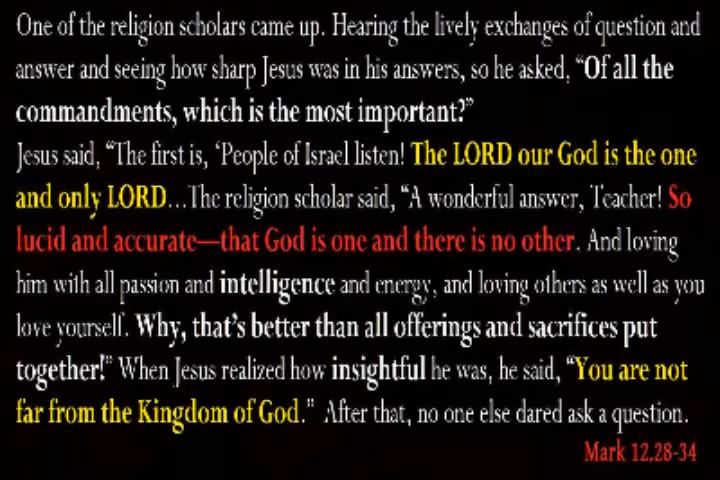 One of the religion scholars came up. Hearing the lively exchanges of question and
answer and seeing how sharp Jesus was in his answers, so he asked, “Of all the
commandments, which is the most important?”
Jesus said, “The first is, ‘People of Israel listen! The LORD our God is the one
and only LORD…The religion scholar said, “A wonderful answer, Teacher! So
lucid and accurate—that God is one and there is no other. And loving
him with all passion and intelligence and energy, and loving others as well as you
love yourself. Why, that’s better than all offerings and sacrifices put
together!” When Jesus realized how insightful he was, he said, “You are not
far from the Kingdom of God.” After that, no one else dared ask a question.
Mark 12.28-34